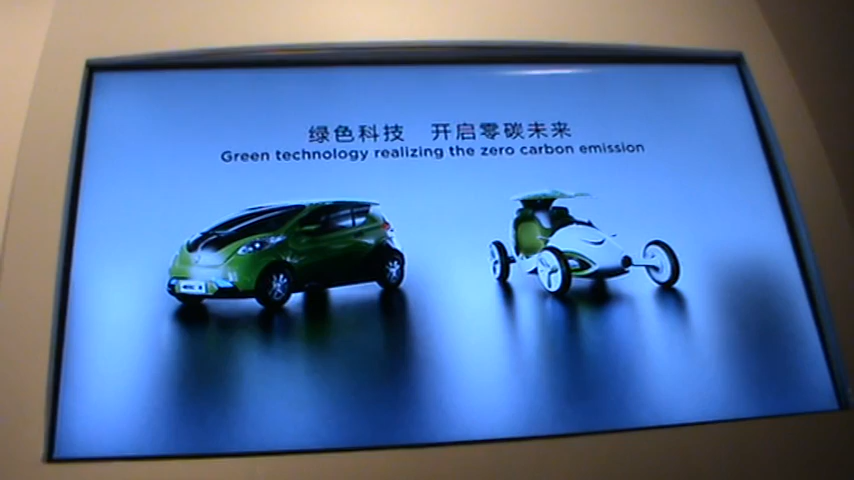 绿色科技 开启零碳未来
Green technology realizing the zero carbon emission